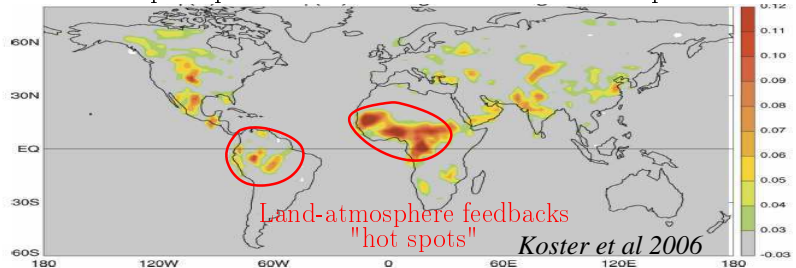 0.12
60N
0.11
0.10
0.09
30N
0.08
0.07
EQ
0.06
0.05
30S
0.04
Land-atmosphere feedbacks
0.03
"hot spots"
Koster et al 2006
60S
-0.03
180
120W
60W
0
60E
120E
180